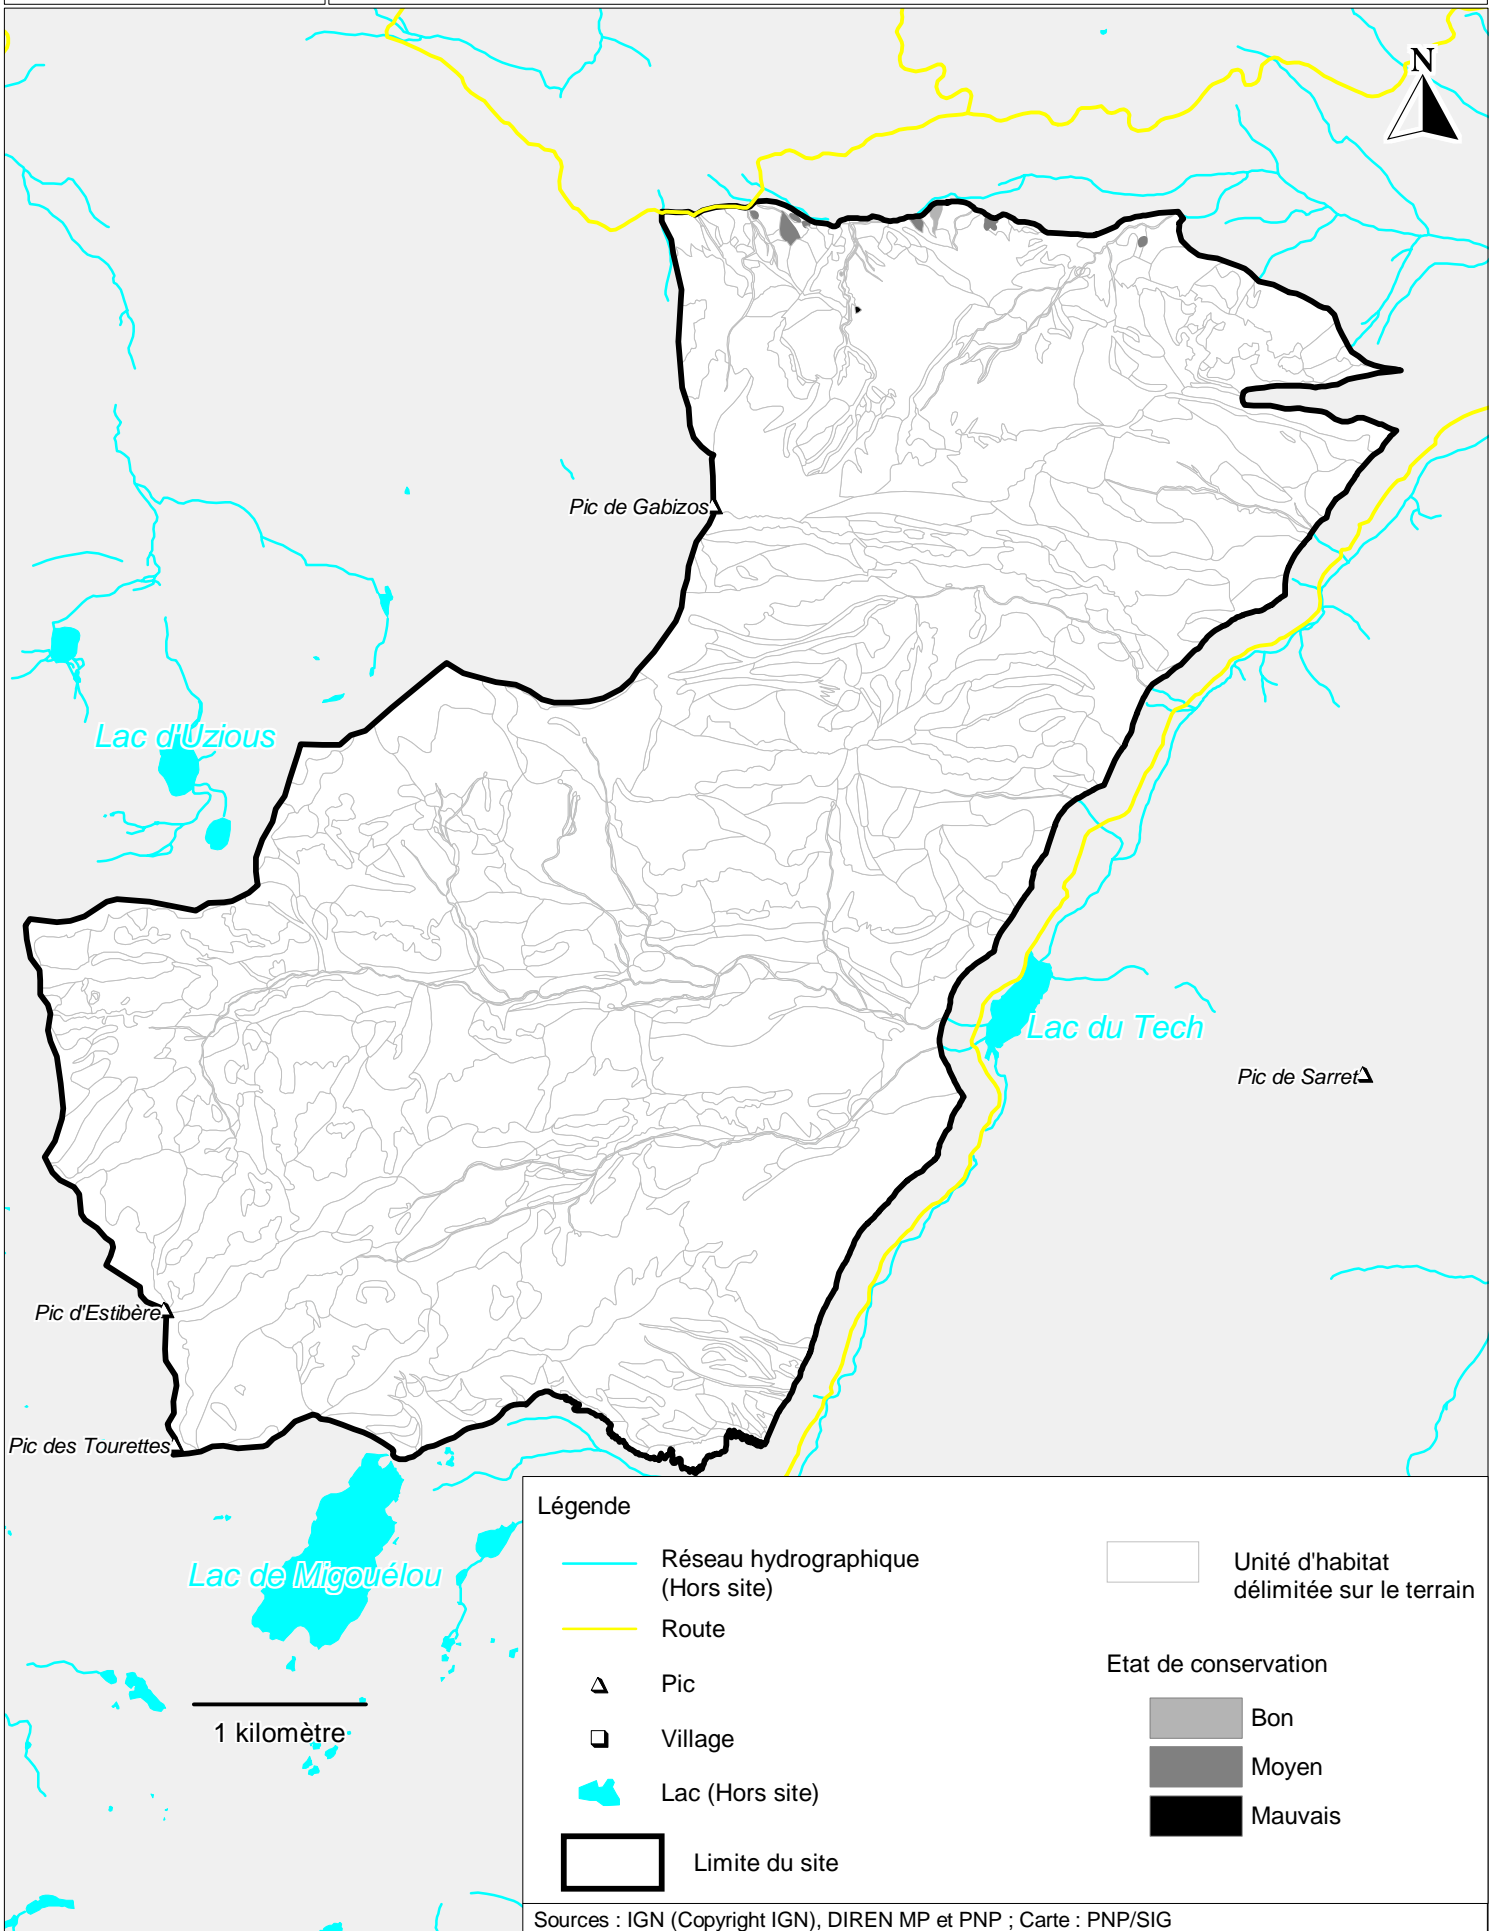 N
Pic de Gabizos
Lac d'Uzious
Lac du Tech
Pic de Sarret
Pic d'Estibère
Pic des Tourettes
Lac de Migouélou
1 kilomètre
Légende
Réseau hydrographique
(Hors site)
Route
Pic
Village
Lac (Hors site)
Limite du site
Unité d'habitat
délimitée sur le terrain
Etat de conservation
Bon
Moyen
Mauvais
Sources : IGN (Copyright IGN), DIREN MP et PNP ; Carte : PNP/SIG